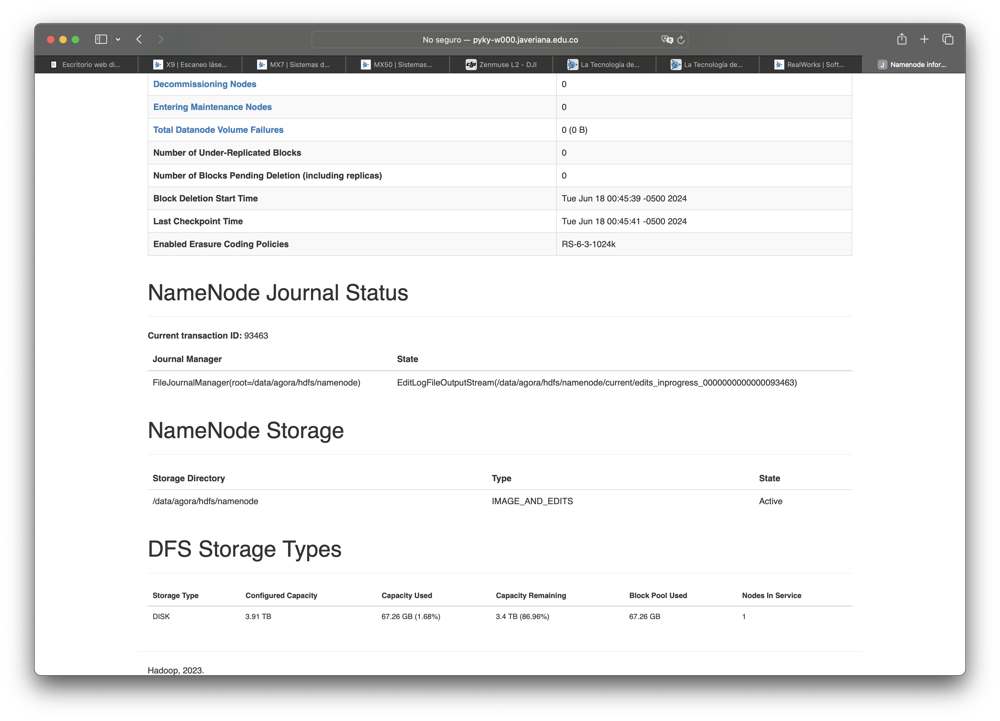 No seguro — pyky-w000.javeriana.edu.co
Escritorio web di... X9 | Escaneo láse... MX7 | Sistemas d... MX50 | Sistemas... dji Zenmuse L2 - DJI La Tecnología de... La Tecnología de... RealWorks | Soft... J Namenode infor...
Decommissioning Nodes 0
Entering Maintenance Nodes 0
Total Datanode Volume Failures 0 (0 B)
Number of Under-Replicated Blocks 0
Number of Blocks Pending Deletion (including replicas) 0
Block Deletion Start Time Tue Jun 18 00:45:39 -0500 2024
Last Checkpoint Time Tue Jun 18 00:45:41 -0500 2024
Enabled Erasure Coding Policies RS-6-3-1024k
NameNode Journal Status
Current transaction ID: 93463
Journal Manager State
FileJournalManager(root=/data/agora/hdfs/namenode) EditLogFileOutputStream(/data/agora/hdfs/namenode/current/edits_inprogress_0000000000000093463)
NameNode Storage
Storage Directory Type State
/data/agora/hdfs/namenode IMAGE_AND_EDITS Active
DFS Storage Types
Storage Type Configured Capacity Capacity Used Capacity Remaining Block Pool Used Nodes In Service
DISK 3.91 TB 67.26 GB (1.68%) 3.4 TB (86.96%) 67.26 GB 1
Hadoop, 2023.